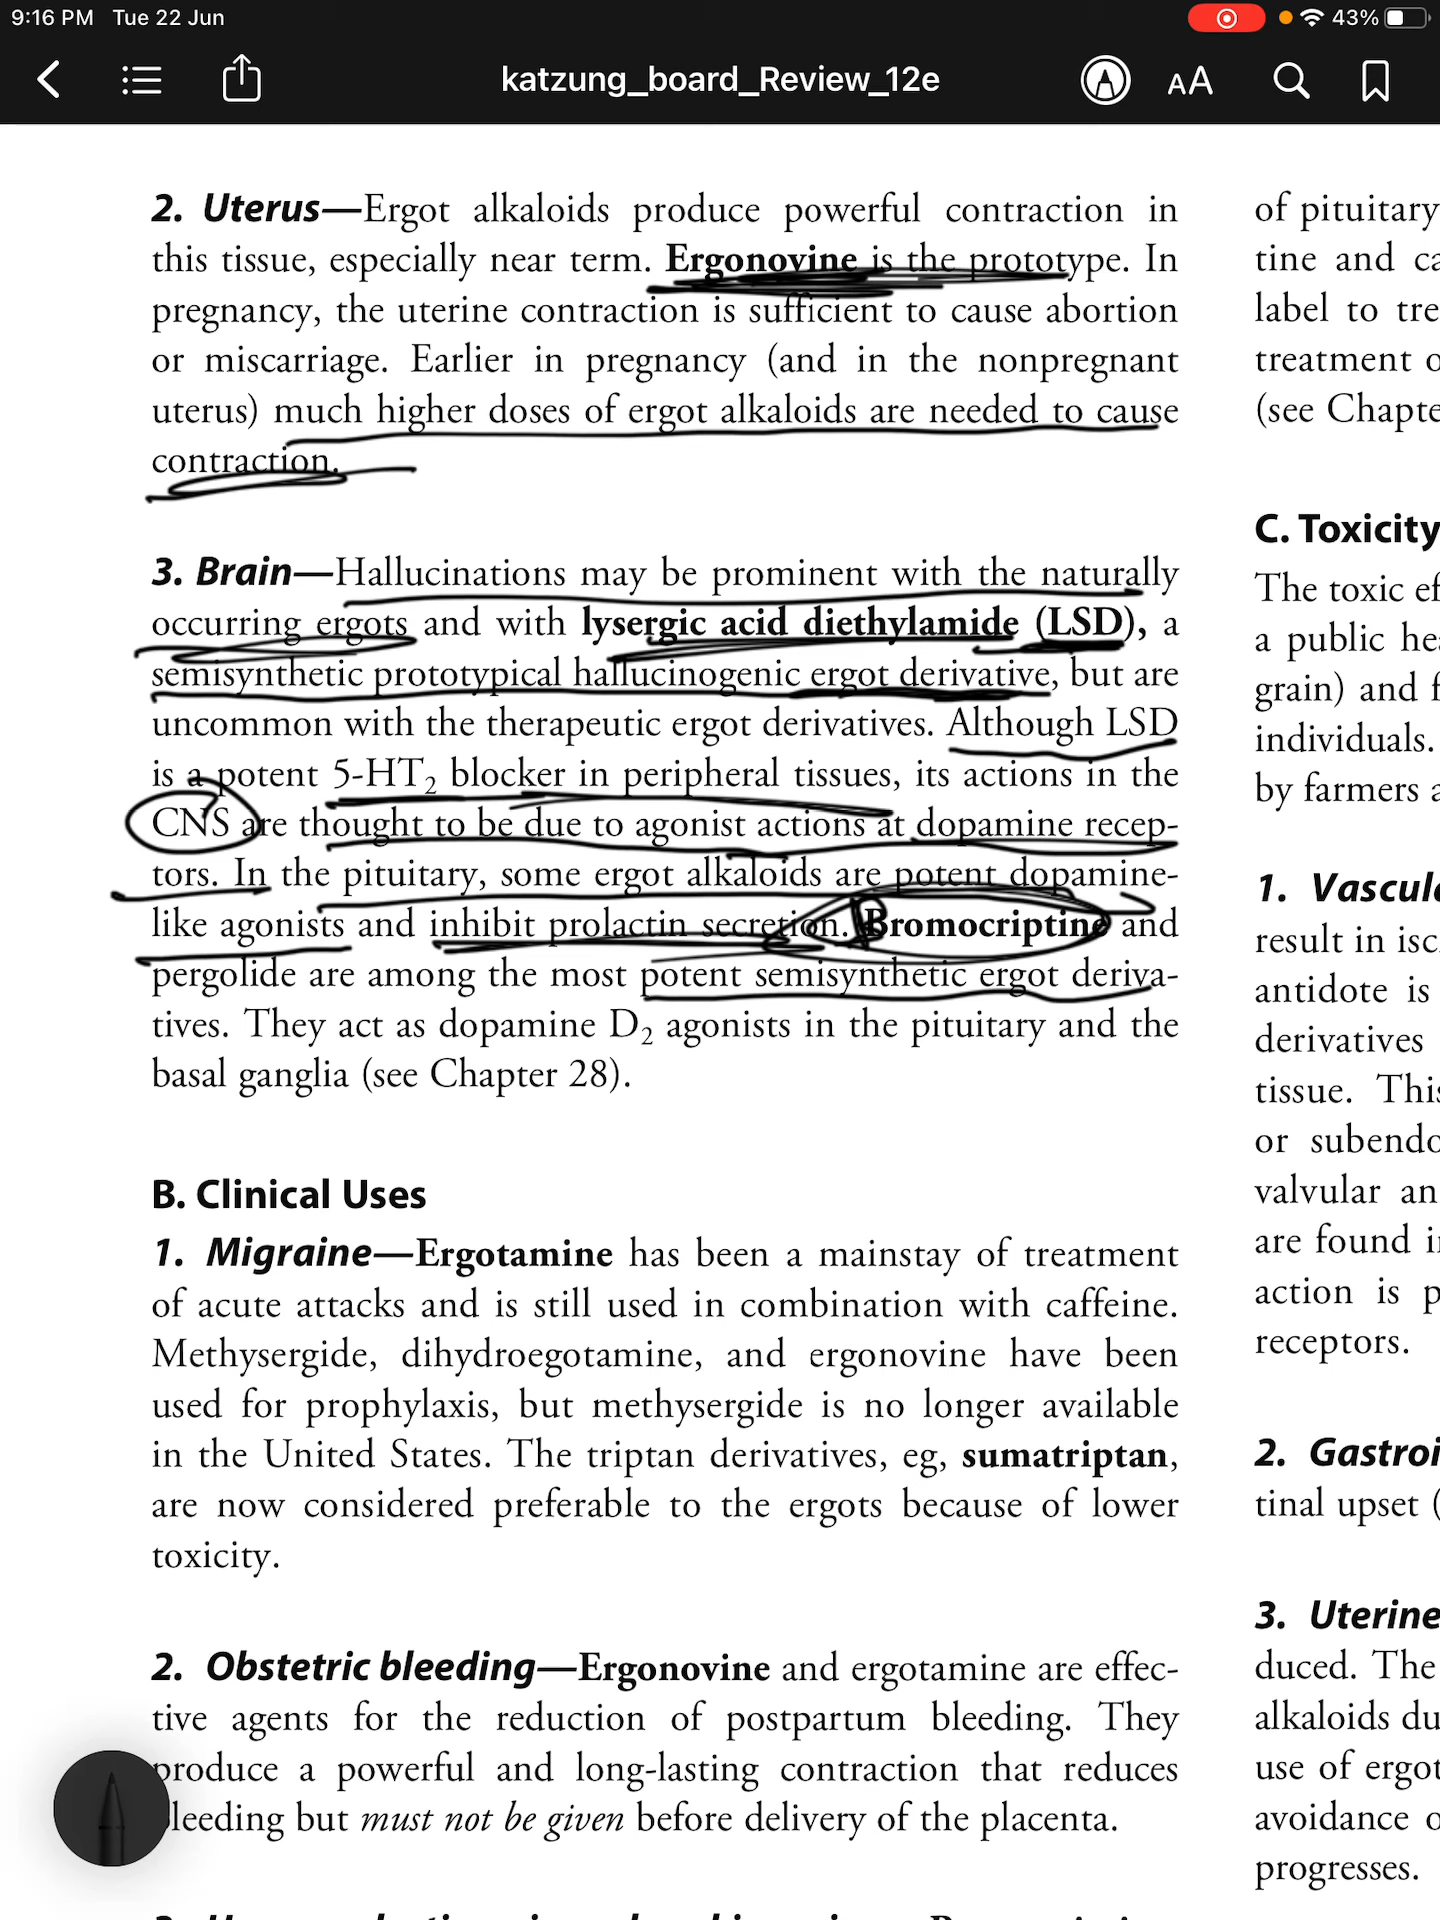 9:16 PM Tue 22 Jun
43%
katzung_board_Review_12e
AA
2. Uterus—Ergot alkaloids produce powerful contraction in
this tissue, especially near term. Ergonovine is the prototype. In
pregnancy, the uterine contraction is sufficient to cause abortion
or miscarriage. Earlier in pregnancy (and in the nonpregnant
uterus) much higher doses of ergot alkaloids are needed to cause
contraction.
3. Brain—Hallucinations may be prominent with the naturally
occurring ergots and with lysergic acid diethylamide (LSD), a
semisynthetic prototypical hallucinogenic ergot derivative, but are
uncommon with the therapeutic ergot derivatives. Although LSD
is a potent 5-HT₂ blocker in peripheral tissues, its actions in the
CNS are thought to be due to agonist actions at dopamine recep-
tors. In the pituitary, some ergot alkaloids are potent dopamine-
like agonists and inhibit prolactin secretion. Bromocriptine and
pergolide are among the most potent semisynthetic ergot deriva-
tives. They act as dopamine D₂ agonists in the pituitary and the
basal ganglia (see Chapter 28).
B. Clinical Uses
1. Migraine—Ergotamine has been a mainstay of treatment
of acute attacks and is still used in combination with caffeine.
Methysergide, dihydroegotamine, and ergonovine have been
used for prophylaxis, but methysergide is no longer available
in the United States. The triptan derivatives, eg, sumatriptan,
are now considered preferable to the ergots because of lower
toxicity.
2. Obstetric bleeding—Ergonovine and ergotamine are effec-
tive agents for the reduction of postpartum bleeding. They
produce a powerful and long-lasting contraction that reduces
leeding but must not be given before delivery of the placenta.
of pituitary
tine and ca
label to tre
treatment o
(see Chapte
C. Toxicity
The toxic ef
a public hea
grain) and f
individuals.
by farmers a
1. Vascula
result in isc
antidote is
derivatives
tissue. This
or subendo
valvular an
are found in
action is p
receptors.
2. Gastroi
tinal upset (
3. Uterine
duced. The
alkaloids du
use of ergot
avoidance o
progresses.